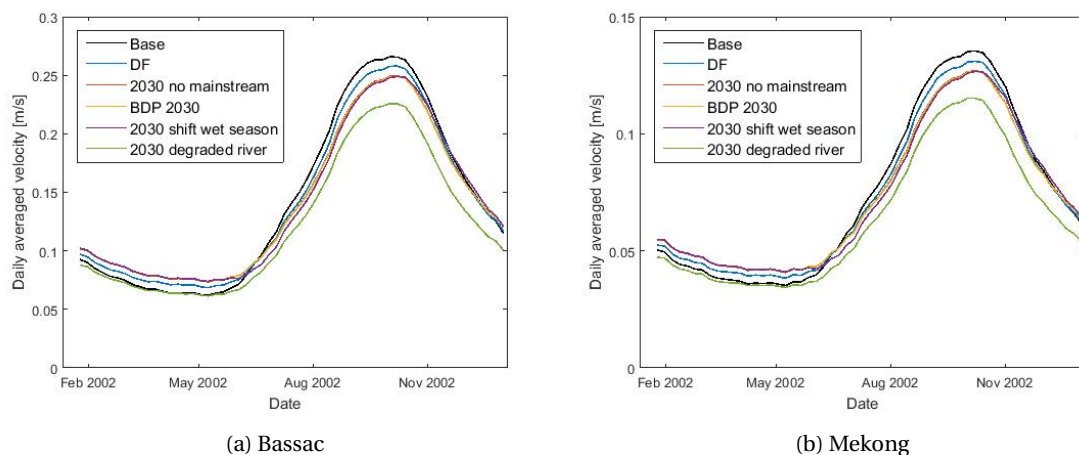 0.3
0.25
0.2
0.15
0.1
0.05
0
Daily averaged velocity [m/s]
Base
DF
2030 no mainstream
BDP 2030
2030 shift wet season
2030 degraded river
Feb 2002
May 2002
Aug 2002
Nov 2002
Date
(a) Bassac
0.15
0.1
0.05
0
Daily averaged velocity [m/s]
Base
DF
2030 no mainstream
BDP 2030
2030 shift wet season
2030 degraded river
Feb 2002
May 2002
Aug 2002
Nov 2002
Date
(b) Mekong